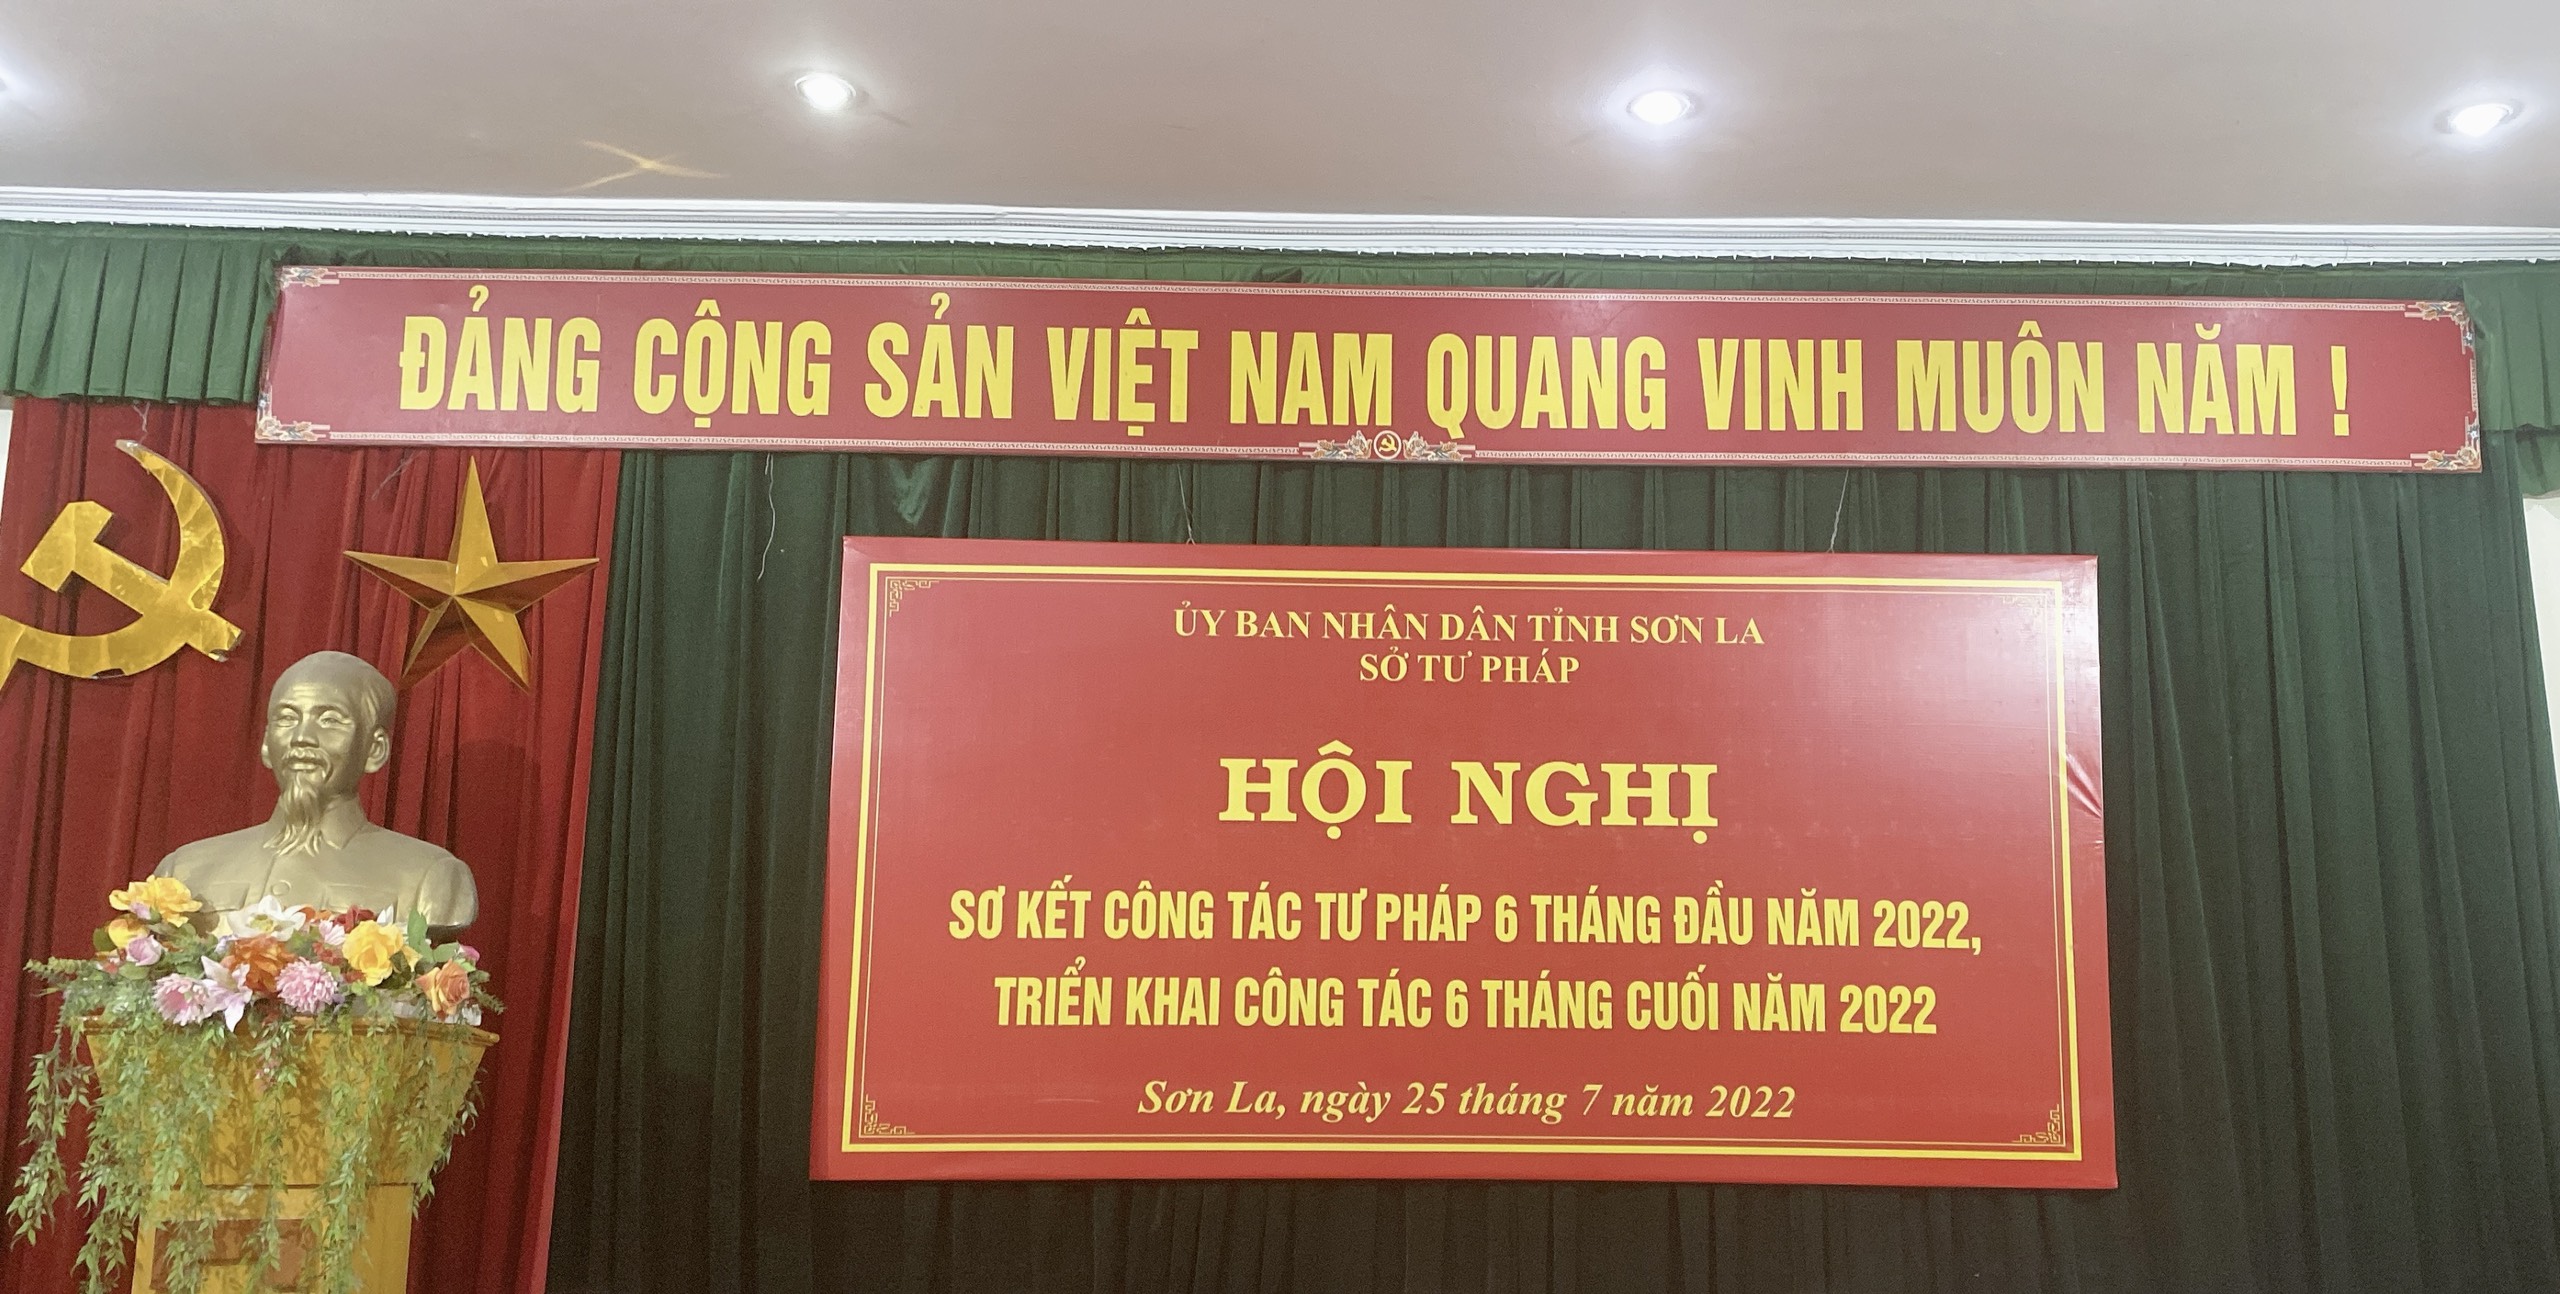 ĐẢNG CỘNG SẢN VIỆT NAM QUANG VINH MUÔN NĂM !
ỦY BAN NHÂN DÂN TỈNH SƠN LA
SỞ TƯ PHÁP
HỘI NGHỊ
SƠ KẾT CÔNG TÁC TƯ PHÁP 6 THÁNG ĐẦU NĂM 2022,
TRIỂN KHAI CÔNG TÁC 6 THÁNG CUỐI NĂM 2022
Sơn La, ngày 25 tháng 7 năm 2022